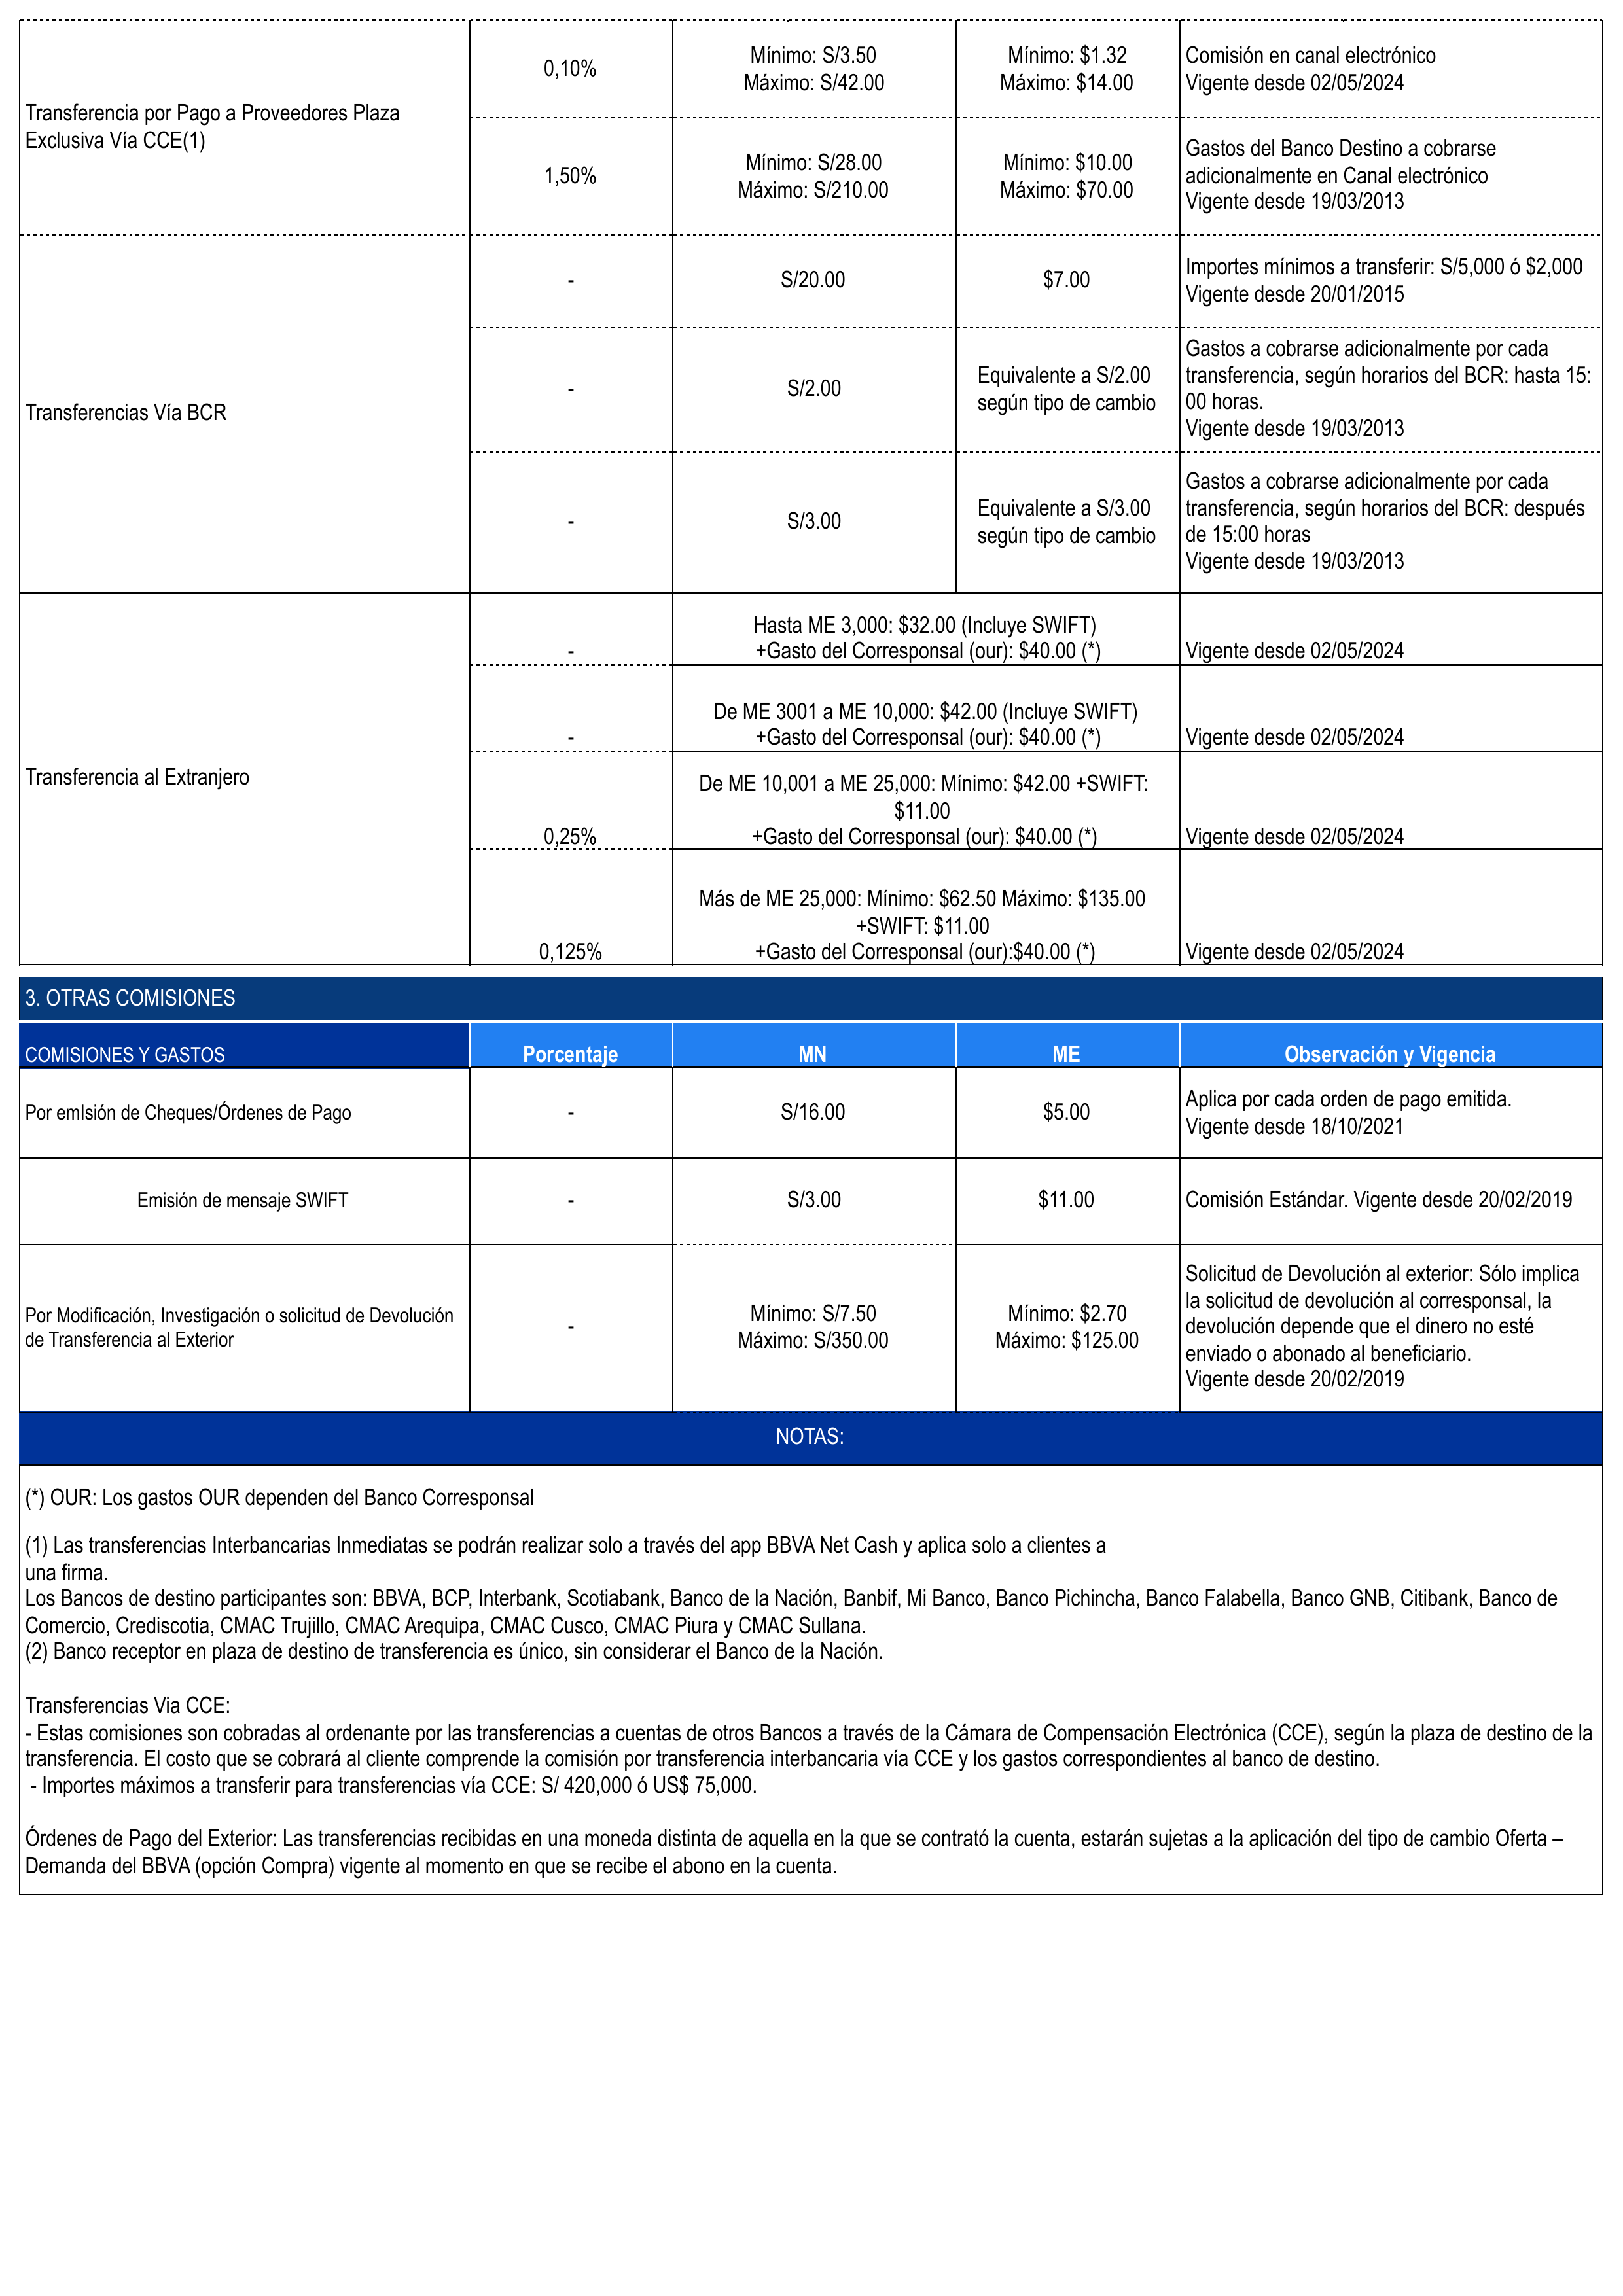 Transferencia por Pago a Proveedores Plaza
Exclusiva Vía CCE(1)
0,10%
Mínimo: S/3.50
Máximo: S/42.00
Mínimo: $1.32
Máximo: $14.00
Comisión en canal electrónico
Vigente desde 02/05/2024
1,50%
Mínimo: S/28.00
Máximo: S/210.00
Mínimo: $10.00
Máximo: $70.00
Gastos del Banco Destino a cobrarse
adicionalmente en Canal electrónico
Vigente desde 19/03/2013
Transferencias Vía BCR
-
S/20.00
$7.00
Importes mínimos a transferir: S/5,000 ó $2,000
Vigente desde 20/01/2015
-
S/2.00
Equivalente a S/2.00
según tipo de cambio
Gastos a cobrarse adicionalmente por cada
transferencia, según horarios del BCR: hasta 15:
00 horas.
Vigente desde 19/03/2013
-
S/3.00
Equivalente a S/3.00
según tipo de cambio
Gastos a cobrarse adicionalmente por cada
transferencia, según horarios del BCR: después
de 15:00 horas
Vigente desde 19/03/2013
Transferencia al Extranjero
-
Hasta ME 3,000: $32.00 (Incluye SWIFT)
+Gasto del Corresponsal (our): $40.00 (*)
Vigente desde 02/05/2024
-
De ME 3001 a ME 10,000: $42.00 (Incluye SWIFT)
+Gasto del Corresponsal (our): $40.00 (*)
Vigente desde 02/05/2024
0,25%
De ME 10,001 a ME 25,000: Mínimo: $42.00 +SWIFT:
$11.00
+Gasto del Corresponsal (our): $40.00 (*)
Vigente desde 02/05/2024
0,125%
Más de ME 25,000: Mínimo: $62.50 Máximo: $135.00
+SWIFT: $11.00
+Gasto del Corresponsal (our):$40.00 (*)
Vigente desde 02/05/2024
3. OTRAS COMISIONES
COMISIONES Y GASTOS
Porcentaje
MN
ME
Observación y Vigencia
Por emIsión de Cheques/Órdenes de Pago
-
S/16.00
$5.00
Aplica por cada orden de pago emitida.
Vigente desde 18/10/2021
Emisión de mensaje SWIFT
-
S/3.00
$11.00
Comisión Estándar. Vigente desde 20/02/2019
Por Modificación, Investigación o solicitud de Devolución
de Transferencia al Exterior
-
Mínimo: S/7.50
Máximo: S/350.00
Mínimo: $2.70
Máximo: $125.00
Solicitud de Devolución al exterior: Sólo implica
la solicitud de devolución al corresponsal, la
devolución depende que el dinero no esté
enviado o abonado al beneficiario.
Vigente desde 20/02/2019
NOTAS:
(*) OUR: Los gastos OUR dependen del Banco Corresponsal
(1) Las transferencias Interbancarias Inmediatas se podrán realizar solo a través del app BBVA Net Cash y aplica solo a clientes a
una firma.
Los Bancos de destino participantes son: BBVA, BCP, Interbank, Scotiabank, Banco de la Nación, Banbif, Mi Banco, Banco Pichincha, Banco Falabella, Banco GNB, Citibank, Banco de
Comercio, Crediscotia, CMAC Trujillo, CMAC Arequipa, CMAC Cusco, CMAC Piura y CMAC Sullana.
(2) Banco receptor en plaza de destino de transferencia es único, sin considerar el Banco de la Nación.
Transferencias Via CCE:
- Estas comisiones son cobradas al ordenante por las transferencias a cuentas de otros Bancos a través de la Cámara de Compensación Electrónica (CCE), según la plaza de destino de la
transferencia. El costo que se cobrará al cliente comprende la comisión por transferencia interbancaria vía CCE y los gastos correspondientes al banco de destino.
- Importes máximos a transferir para transferencias vía CCE: S/ 420,000 ó US$ 75,000.
Órdenes de Pago del Exterior: Las transferencias recibidas en una moneda distinta de aquella en la que se contrató la cuenta, estarán sujetas a la aplicación del tipo de cambio Oferta –
Demanda del BBVA (opción Compra) vigente al momento en que se recibe el abono en la cuenta.